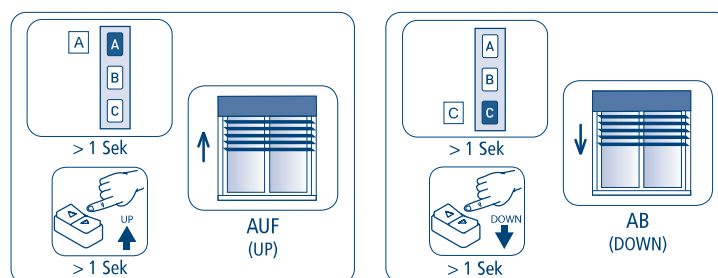 A A
B
C
> 1 Sek
UP
> 1 Sek
AUF
(UP)
A
B
C C
> 1 Sek
DOWN
> 1 Sek
AB
(DOWN)